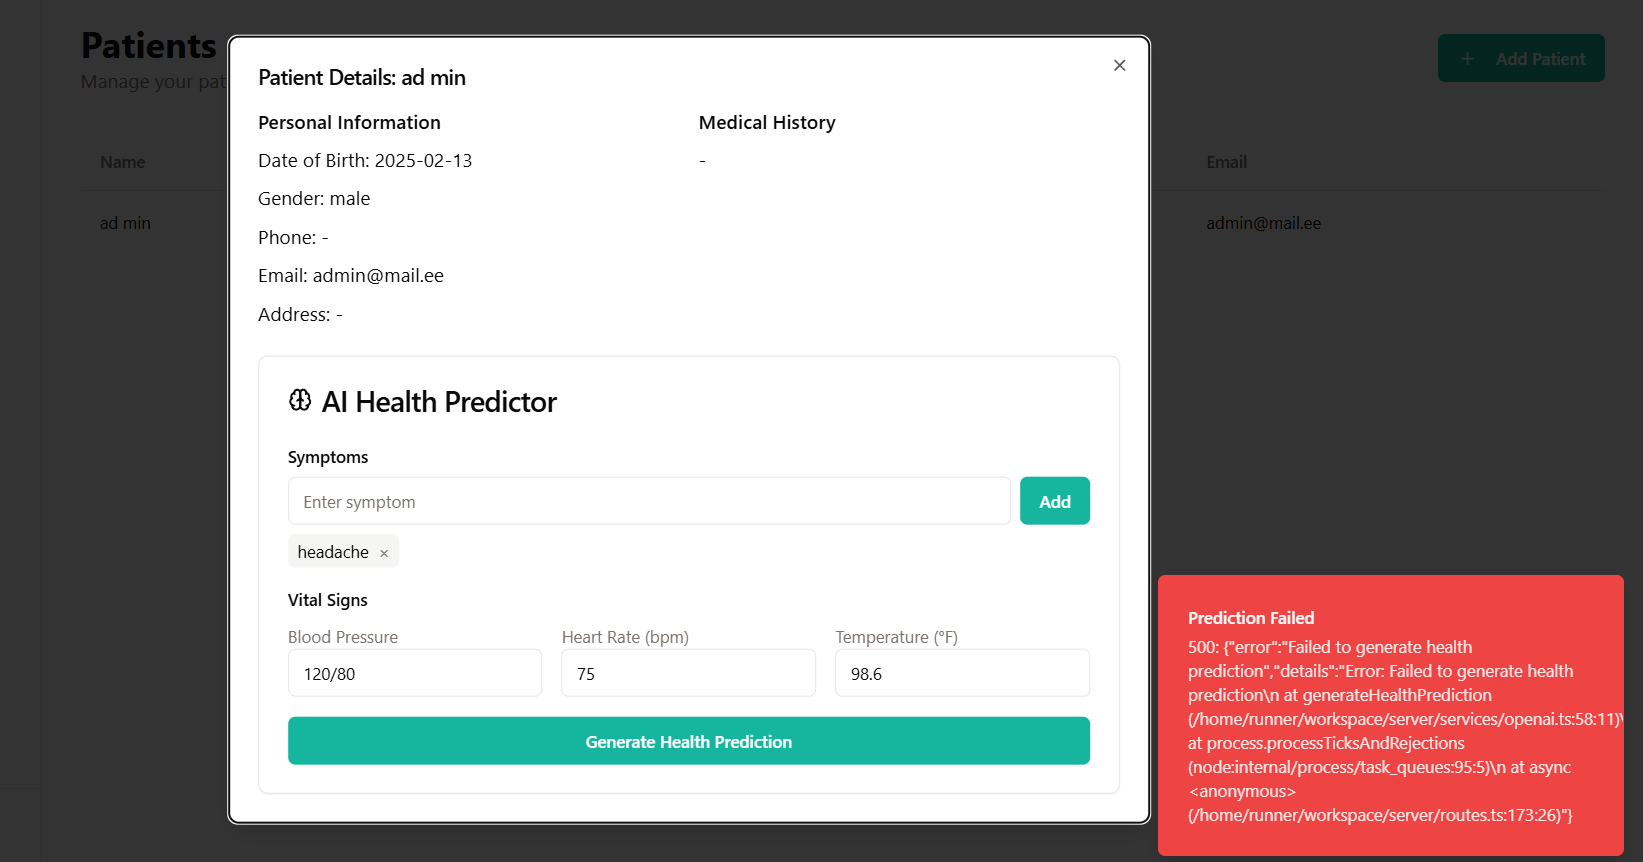 Patients
Manage your pat
+ Add Patient
Name
Email
ad min
admin@mail.ee
Patient Details: ad min
×
Personal Information
Date of Birth: 2025-02-13
Gender: male
Phone: -
Email: admin@mail.ee
Address: -
Medical History
-
AI Health Predictor
Symptoms
Enter symptom
Add
headache ×
Vital Signs
Blood Pressure
120/80
Heart Rate (bpm)
75
Temperature (°F)
98.6
Generate Health Prediction
Prediction Failed
500: {"error":"Failed to generate health
prediction","details":"Error: Failed to generate health
prediction\n at generateHealthPrediction
(/home/runner/workspace/server/services/openai.ts:58:11)\
at process.processTicksAndRejections
(node:internal/process/task_queues:95:5)\n at async
<anonymous>
(/home/runner/workspace/server/routes.ts:173:26)"}